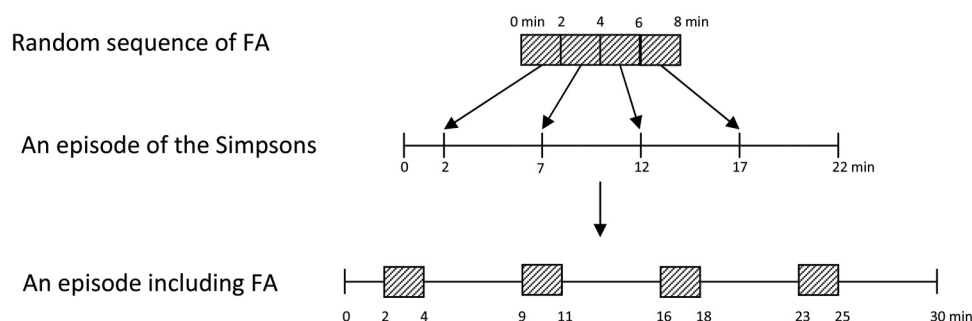 0 min 2 4 6 8 min
Random sequence of FA
An episode of the Simpsons
0 2 7 12 17 22 min
An episode including FA
0 2 4 9 11 16 18 23 25 30 min